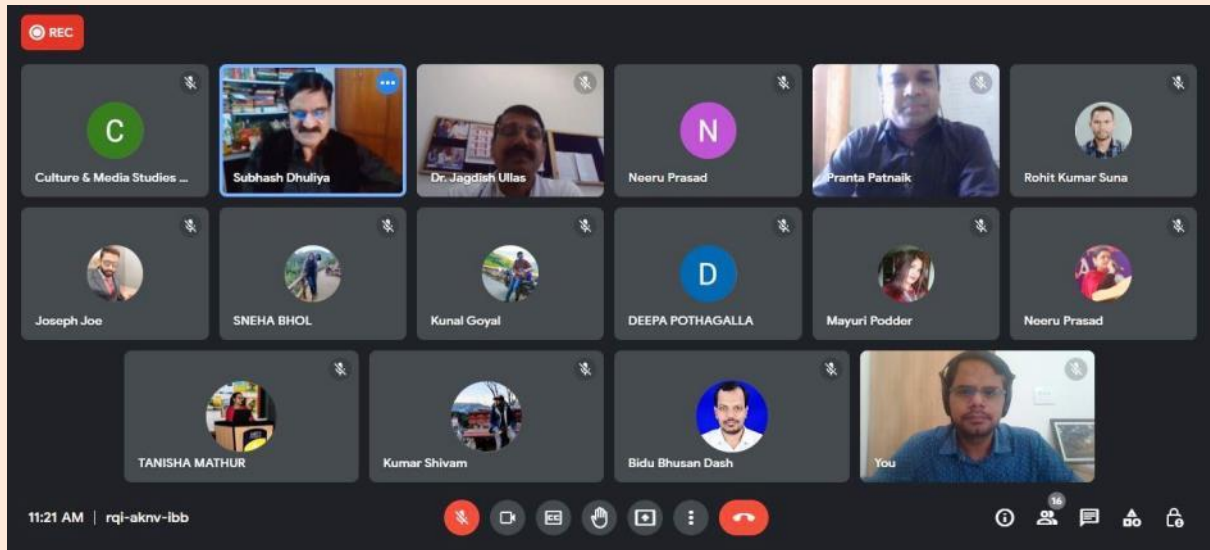 REC
C
Culture & Media Studies ...
Subhash Dhuliya
Dr. Jagdish Ullas
N
Neeru Prasad
Pranta Patnaik
Rohit Kumar Suna
Joseph Joe
SNEHA BHOL
Kunal Goyal
D
DEEPA POTHAGALLA
Mayuri Podder
Neeru Prasad
TANISHA MATHUR
Kumar Shivam
Bidu Bhusan Dash
You
11:21 AM | rqi-aknv-ibb
CC
16